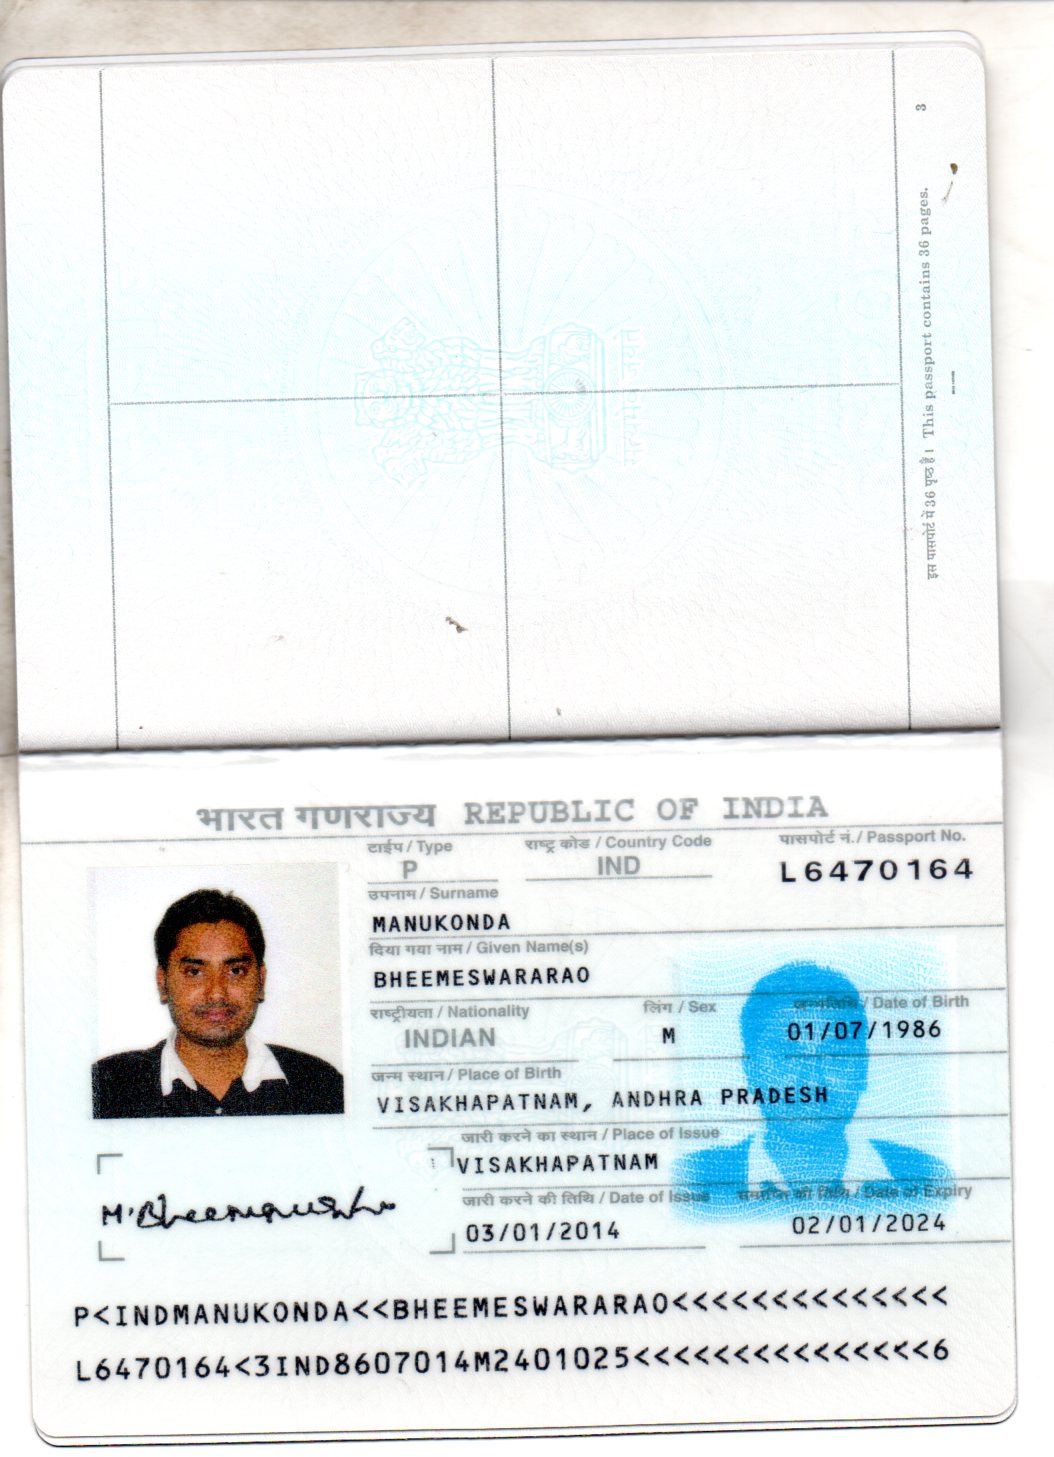 3
इस पासपोर्ट में 36 पृष्ठ हैं। This passport contains 36 pages.
भारत गणराज्य REPUBLIC OF INDIA
टाईप / Type
राष्ट्र कोड / Country Code
पासपोर्ट नं. / Passport No.
P
IND
L6470164
उपनाम / Surname
MANUKONDA
दिया गया नाम / Given Name(s)
BHEEMESWARARAO
राष्ट्रीयता / Nationality
लिंग / Sex
जन्मतिथि / Date of Birth
INDIAN
M
01/07/1986
जन्म स्थान / Place of Birth
VISAKHAPATNAM, ANDHRA PRADESH
जारी करने का स्थान / Place of Issue
VISAKHAPATNAM
जारी करने की तिथि / Date of Issue
समाप्ति की तिथि / Date of Expiry
03/01/2014
02/01/2024
P<INDMANUKONDA<<BHEEMESWARARAO<<<<<<<<<<<<<<
L6470164<3IND8607014M2401025<<<<<<<<<<<<<<<6